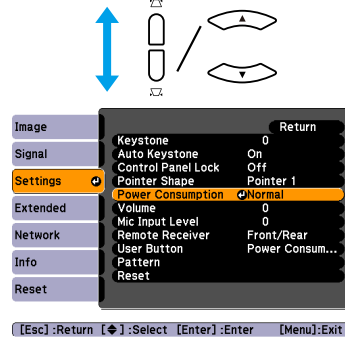 Image
Signal
Settings
Extended
Network
Info
Reset
Return
Keystone 0
Auto Keystone On
Control Panel Lock Off
Pointer Shape Pointer 1
Power Consumption Normal
Volume 0
Mic Input Level 0
Remote Receiver Front/Rear
User Button Power Consum...
Pattern
Reset
[Esc] :Return [◆] :Select [Enter] :Enter [Menu]:Exit